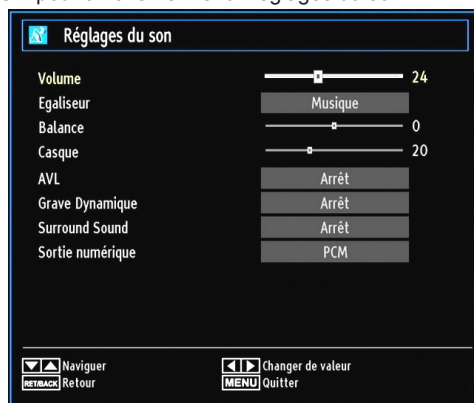 Réglages du son
Volume 24
Egaliseur Musique
Balance 0
Casque 20
AVL Arrêt
Grave Dynamique Arrêt
Surround Sound Arrêt
Sortie numérique PCM
Naviguer Changer de valeur
RET/BACK Retour MENU Quitter